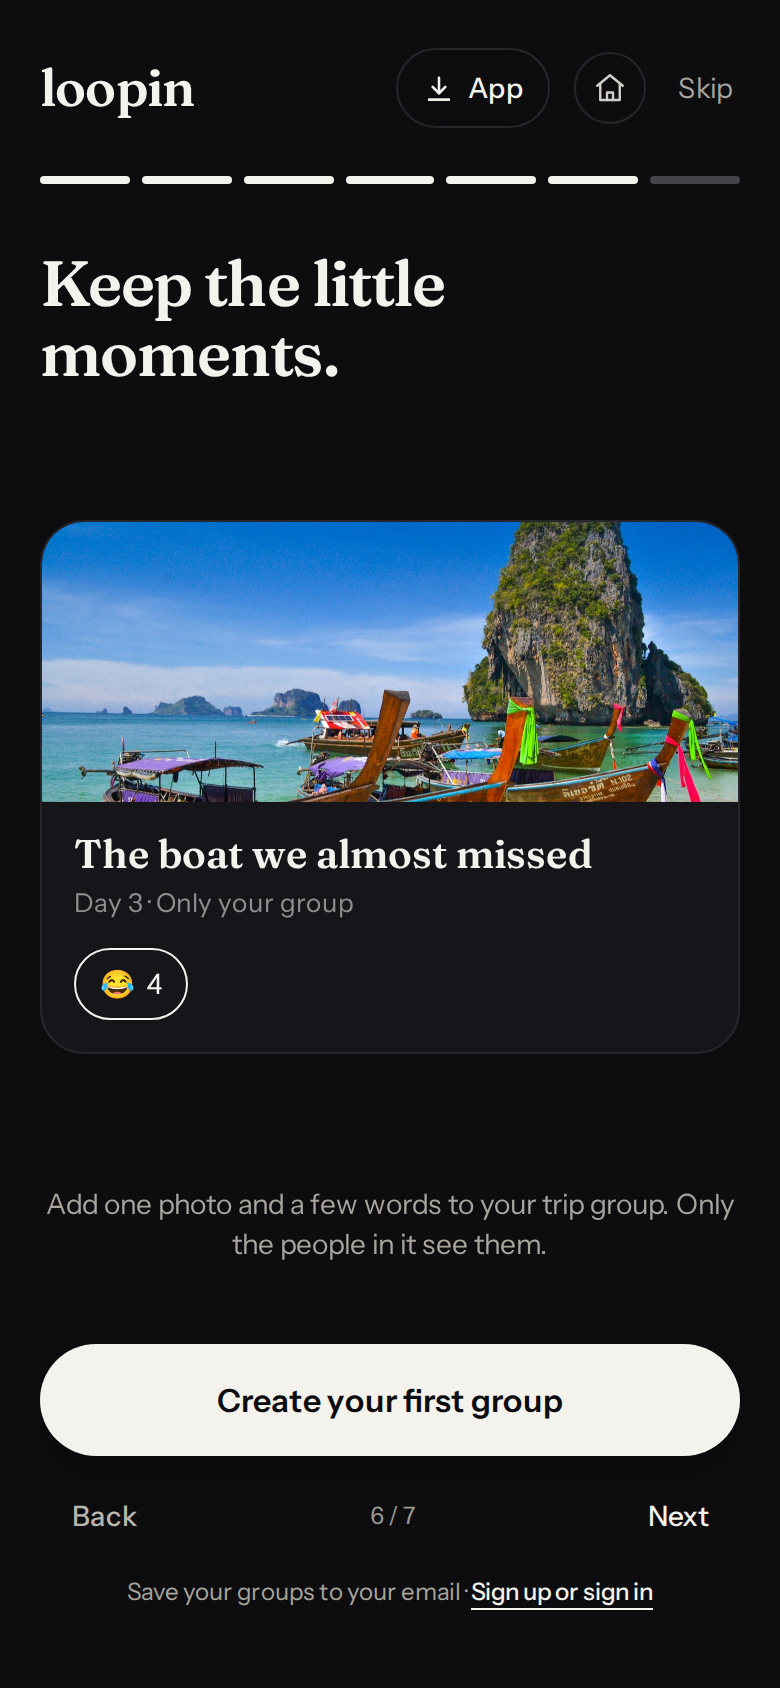 loopin
App
Skip
Keep the little
moments.
N.102
The boat we almost missed
Day 3 · Only your group
😂 4
Add one photo and a few words to your trip group. Only
the people in it see them.
Create your first group
Back
6 / 7
Next
Save your groups to your email · Sign up or sign in